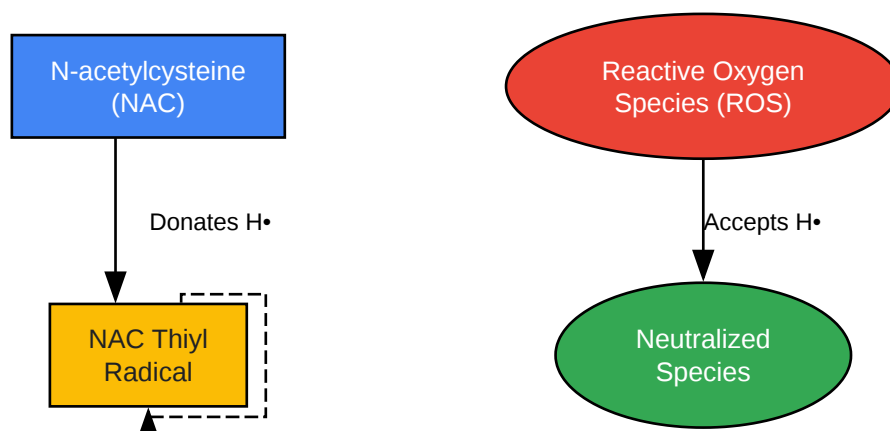 N-acetylcysteine
(NAC)
Reactive Oxygen
Species (ROS)
Donates H•
Accepts H•
NAC Thiyl
Radical
Neutralized
Species